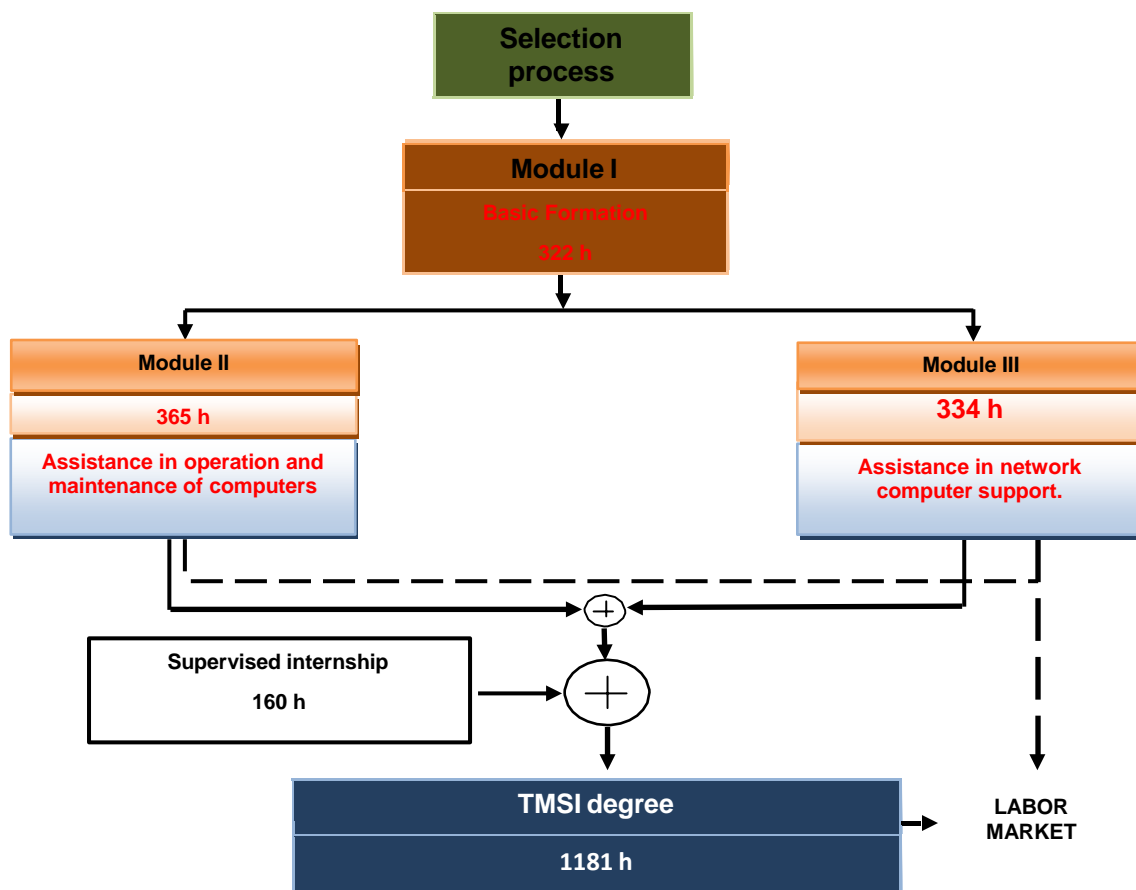 Selection
process
Module I
Basic Formation
322 h
Module II
365 h
Assistance in operation and
maintenance of computers
Module III
334 h
Assistance in network
computer support.
Supervised internship
160 h
TMSI degree
1181 h
LABOR
MARKET